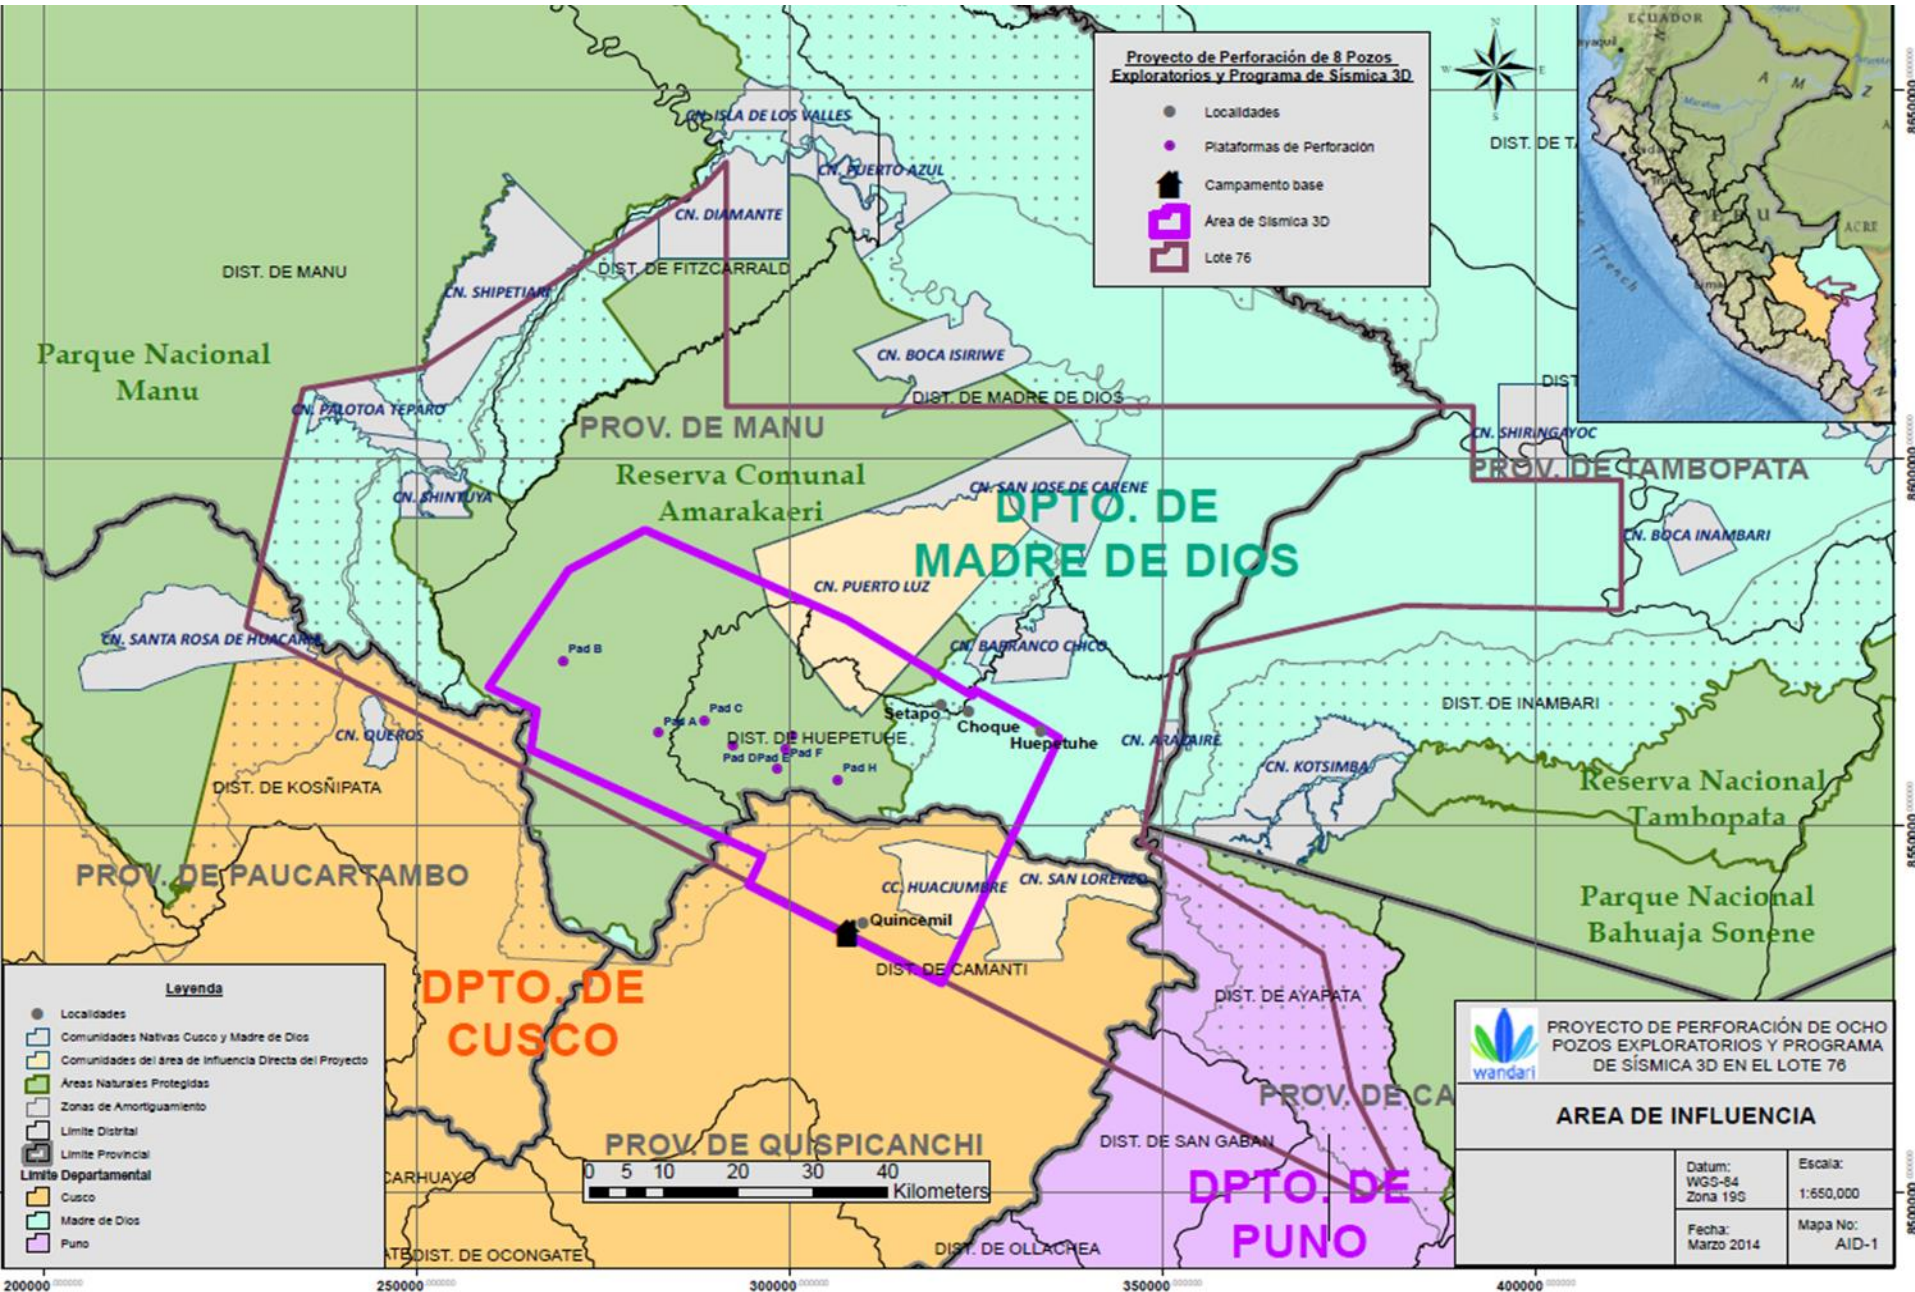 Proyecto de Perforación de 8 Pozos
Exploratorios y Programa de Sísmica 3D
Localidades
Plataformas de Perforación
Campamento base
Área de Sísmica 3D
Lote 76
N
W
E
S
ECUADOR
PERU
ACRE
Trench
CN. ISLA DE LOS VALLES
CN. PUERTO AZUL
CN. DIAMANTE
DIST. DE MANU
DIST. DE FITZCARRALD
CN. SHIPETIARI
Parque Nacional
Manu
CN. BOCA ISIRIWE
DIST. DE MADRE DE DIOS
CN. PALOTOA TEPARO
PROV. DE MANU
CN. SHIRINGAYOC
PROV. DE TAMBOPATA
Reserva Comunal
Amarakaeri
CN. SHINTUYA
CN. SAN JOSE DE CARENE
DPTO. DE
MADRE DE DIOS
CN. BOCA INAMBARI
CN. PUERTO LUZ
CN. SANTA ROSA DE HUACARIA
CN. BARRANCO CHICO
Pad B
DIST. DE INAMBARI
Pad C
Pad A
Setapo
Choque
Huepetuhe
DIST. DE HUEPETUHE
CN. QUEROS
CN. ARAZAIRE
Pad D
Pad E
Pad F
Pad H
CN. KOTSIMBA
DIST. DE KOSÑIPATA
Reserva Nacional
Tambopata
PROV. DE PAUCARTAMBO
CC. HUACJUMBRE
CN. SAN LORENZO
Parque Nacional
Bahuaja Sonene
Quincemil
DIST. DE CAMANTI
DPTO. DE
CUSCO
DIST. DE AYAPATA
PROV. DE CA
PROV. DE QUISPICANCHI
DIST. DE SAN GABAN
DPTO. DE
PUNO
CARHUAYO
DIST. DE OCONGATE
DIST. DE OLLACHEA
0 5 10 20 30 40
Kilometers
Leyenda
Localidades
Comunidades Nativas Cusco y Madre de Dios
Comunidades del área de Influencia Directa del Proyecto
Áreas Naturales Protegidas
Zonas de Amortiguamiento
Límite Distrital
Límite Provincial
Límite Departamental
Cusco
Madre de Dios
Puno
wandari
PROYECTO DE PERFORACIÓN DE OCHO
POZOS EXPLORATORIOS Y PROGRAMA
DE SÍSMICA 3D EN EL LOTE 76
AREA DE INFLUENCIA
Datum:
WGS-84
Zona 19S
Escala:
1:650,000
Fecha:
Marzo 2014
Mapa No:
AID-1
200000
250000
300000
350000
400000
8650000
8600000
8550000
8500000